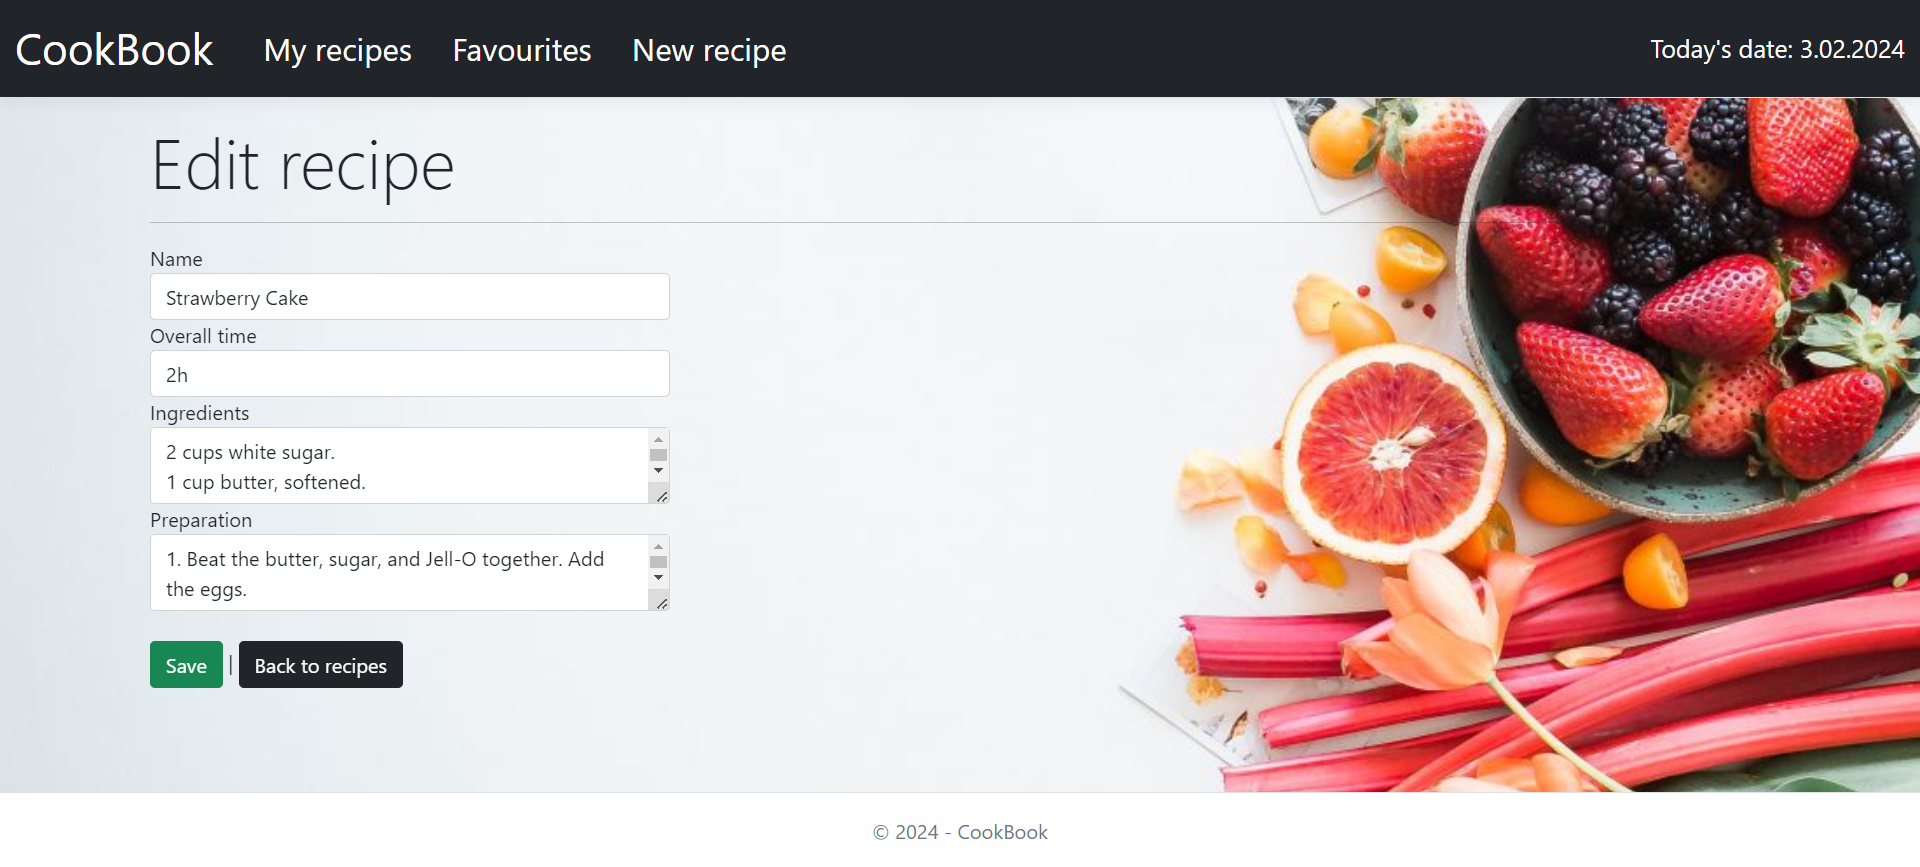 CookBook My recipes Favourites New recipe Today's date: 3.02.2024
Edit recipe
Name
Strawberry Cake
Overall time
2h
Ingredients
2 cups white sugar.
1 cup butter, softened.
Preparation
1. Beat the butter, sugar, and Jell-O together. Add
the eggs.
Save | Back to recipes
© 2024 - CookBook